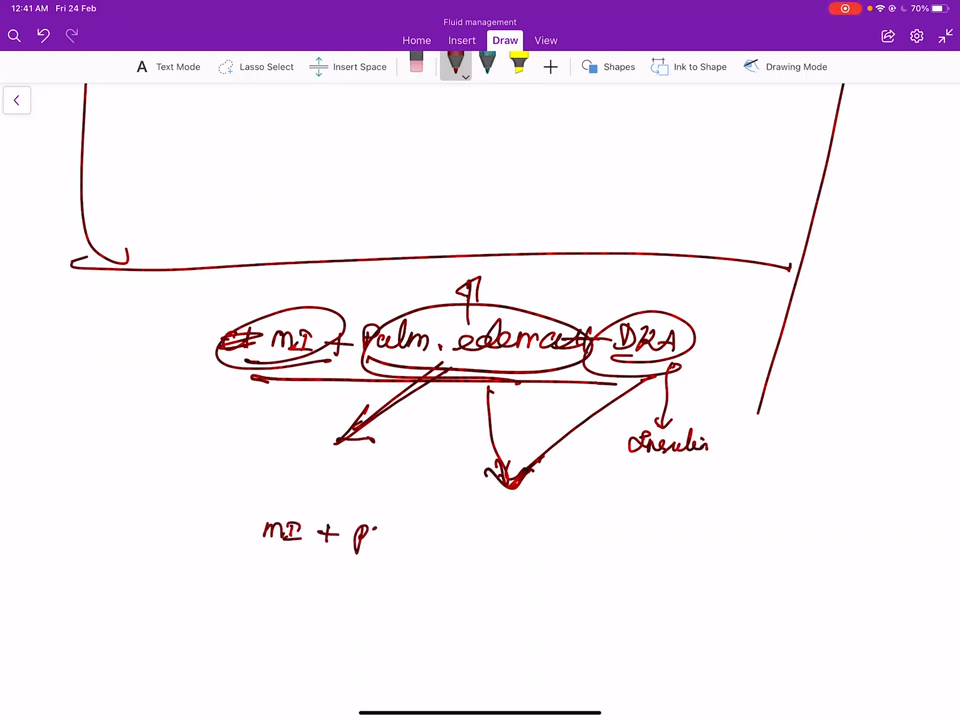 12:41 AM Fri 24 Feb 70%
Fluid management
Home Insert Draw View
Text Mode Lasso Select Insert Space Shapes Ink to Shape Drawing Mode
MI + Pulm. edema + DKA
Insulin
MI + p